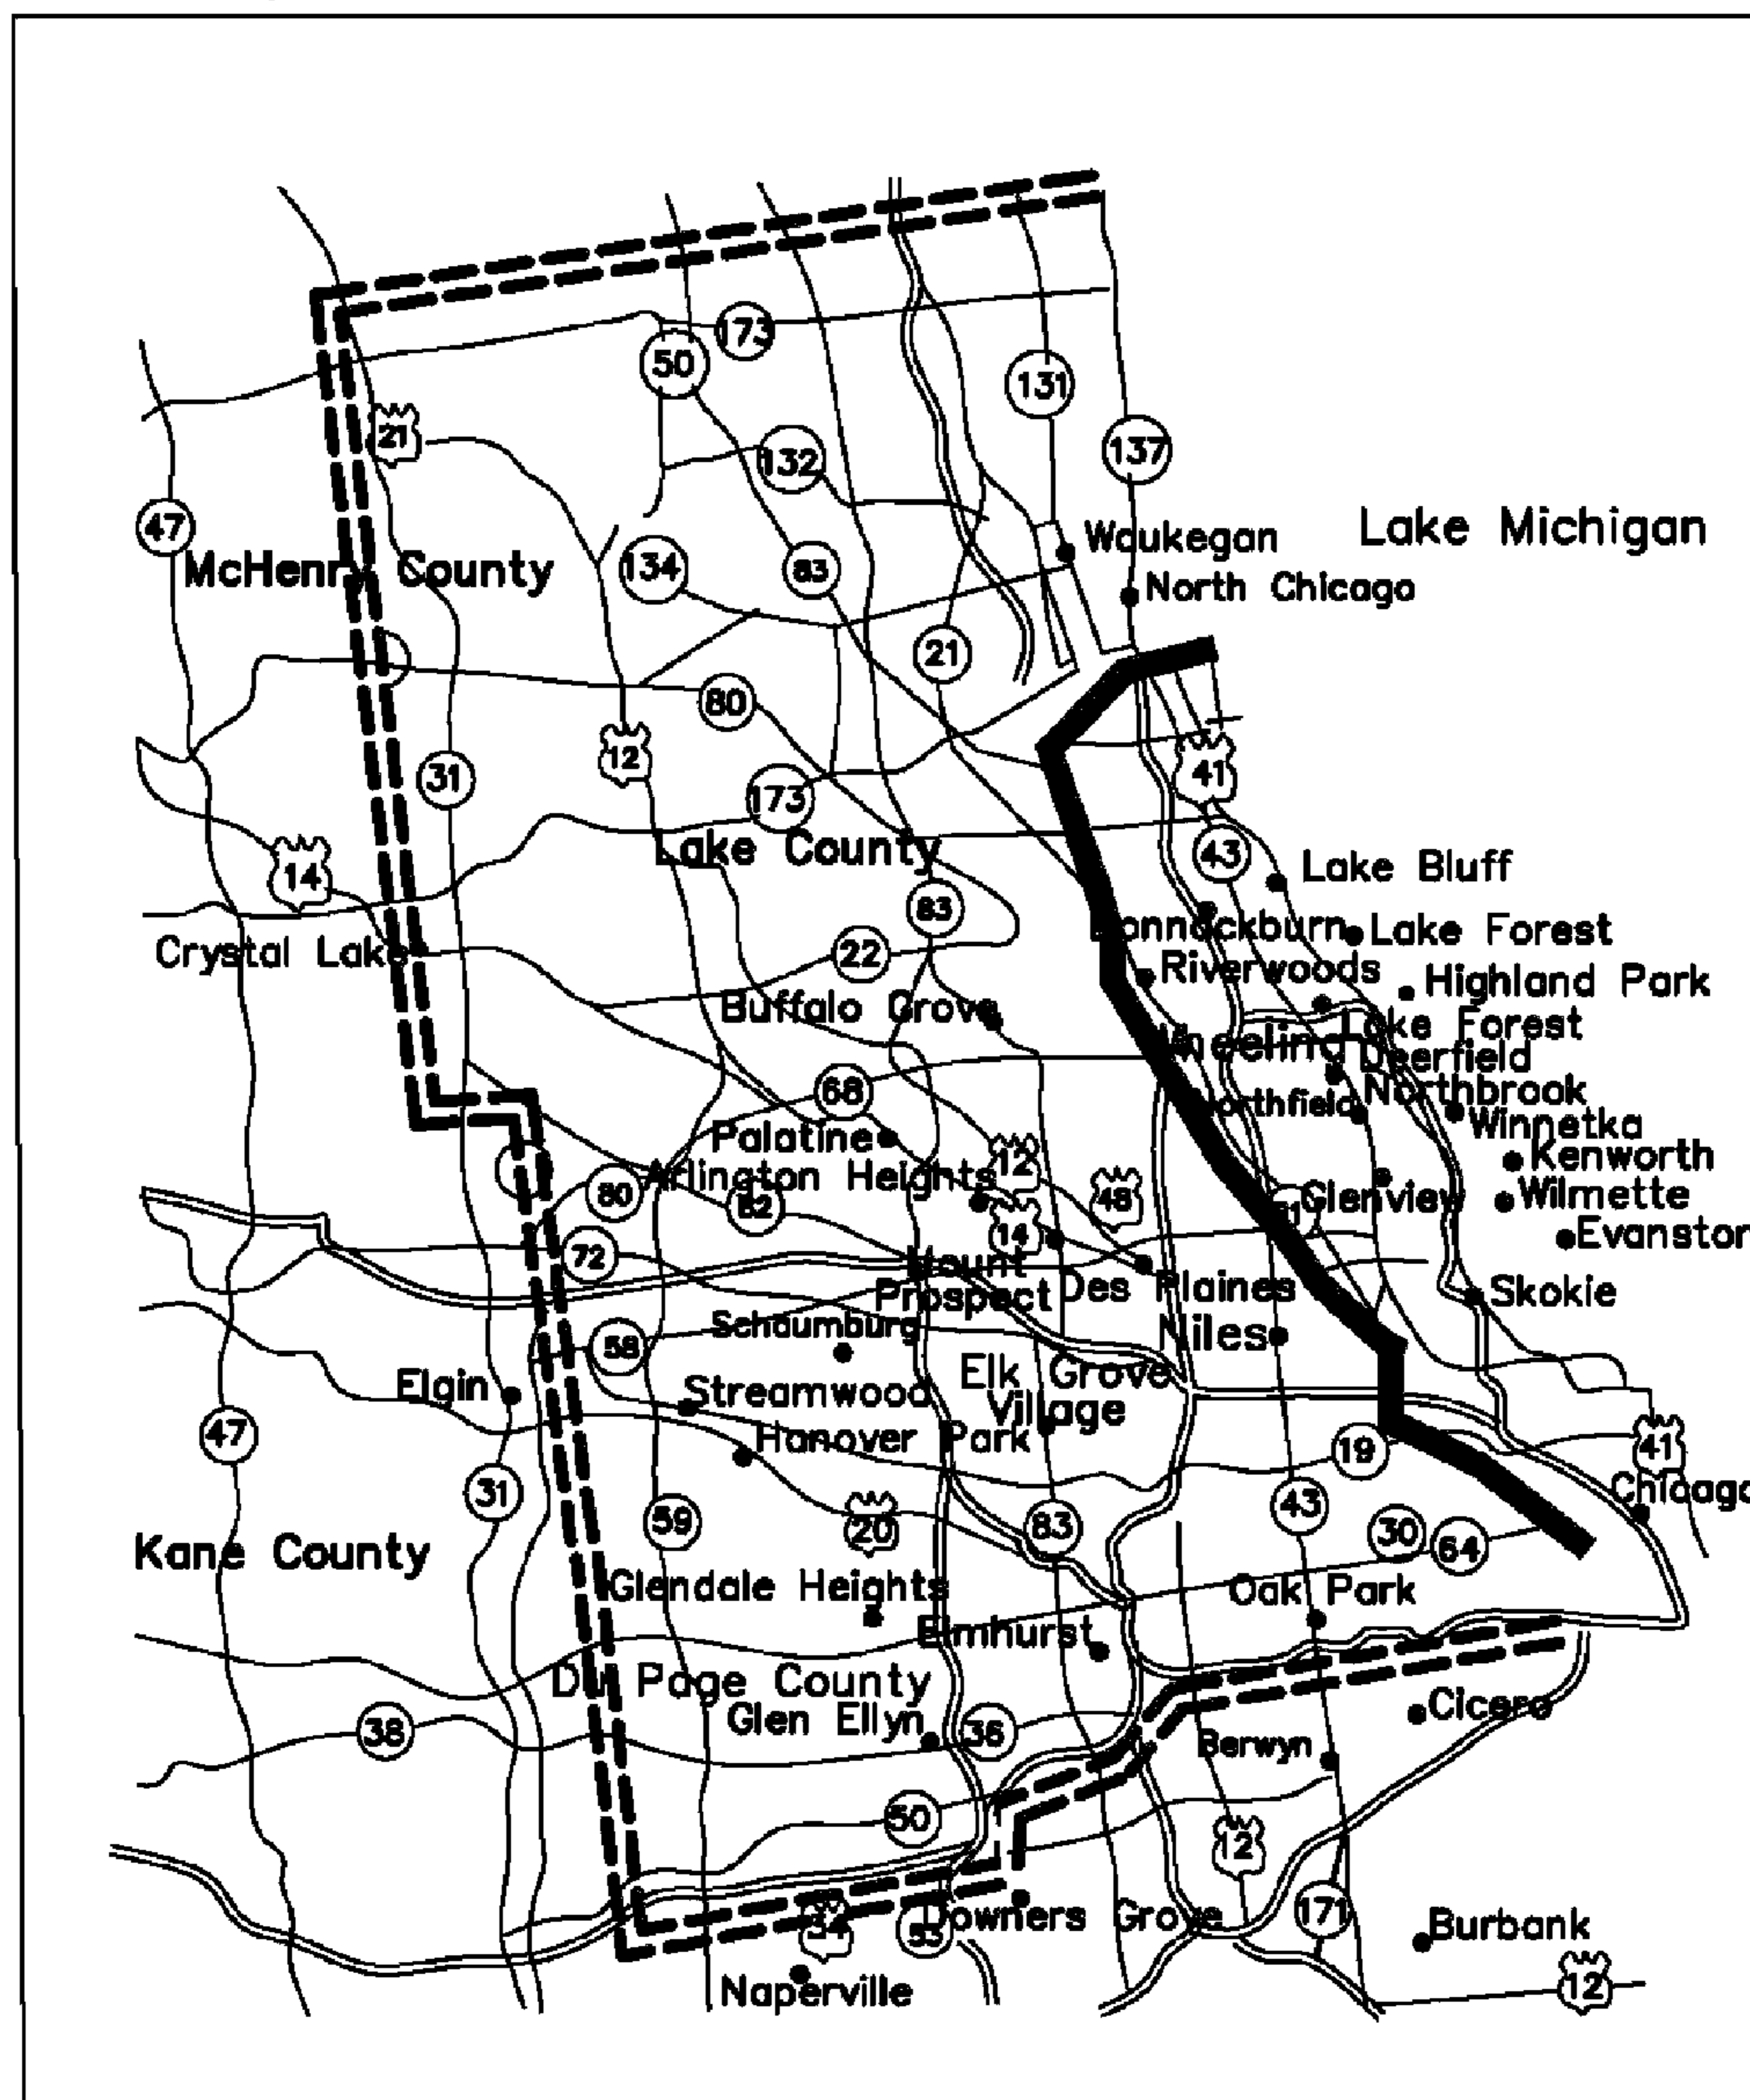 173
50
131
21
132
137
47
Waukegan
Lake Michigan
McHenry County
134
83
North Chicago
21
80
12
41
31
173
Lake County
43
14
Lake Bluff
83
Bannockburn
Lake Forest
Crystal Lake
22
Riverwoods
Highland Park
Buffalo Grove
Lake Forest
Wheeling
Deerfield
68
Northbrook
Northfield
Winnetka
Palatine
12
Kenworth
Arlington Heights
80
62
48
Glenview
Wilmette
14
72
Evanston
Mount
Prospect
Des Plaines
Skokie
Schaumburg
Niles
58
Elk Grove
Village
Elgin
Streamwood
47
Hanover Park
19
41
31
Chicago
59
20
83
43
30
64
Kane County
Glendale Heights
Oak Park
Elmhurst
Du Page County
Cicero
38
Glen Ellyn
36
Berwyn
50
12
34
53
Downers Grove
171
Burbank
Naperville
12